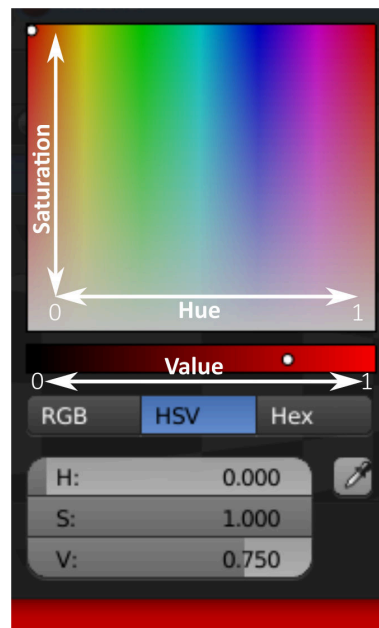 Saturation
0 Hue 1
Value
0 1
RGB HSV Hex
H: 0.000
S: 1.000
V: 0.750